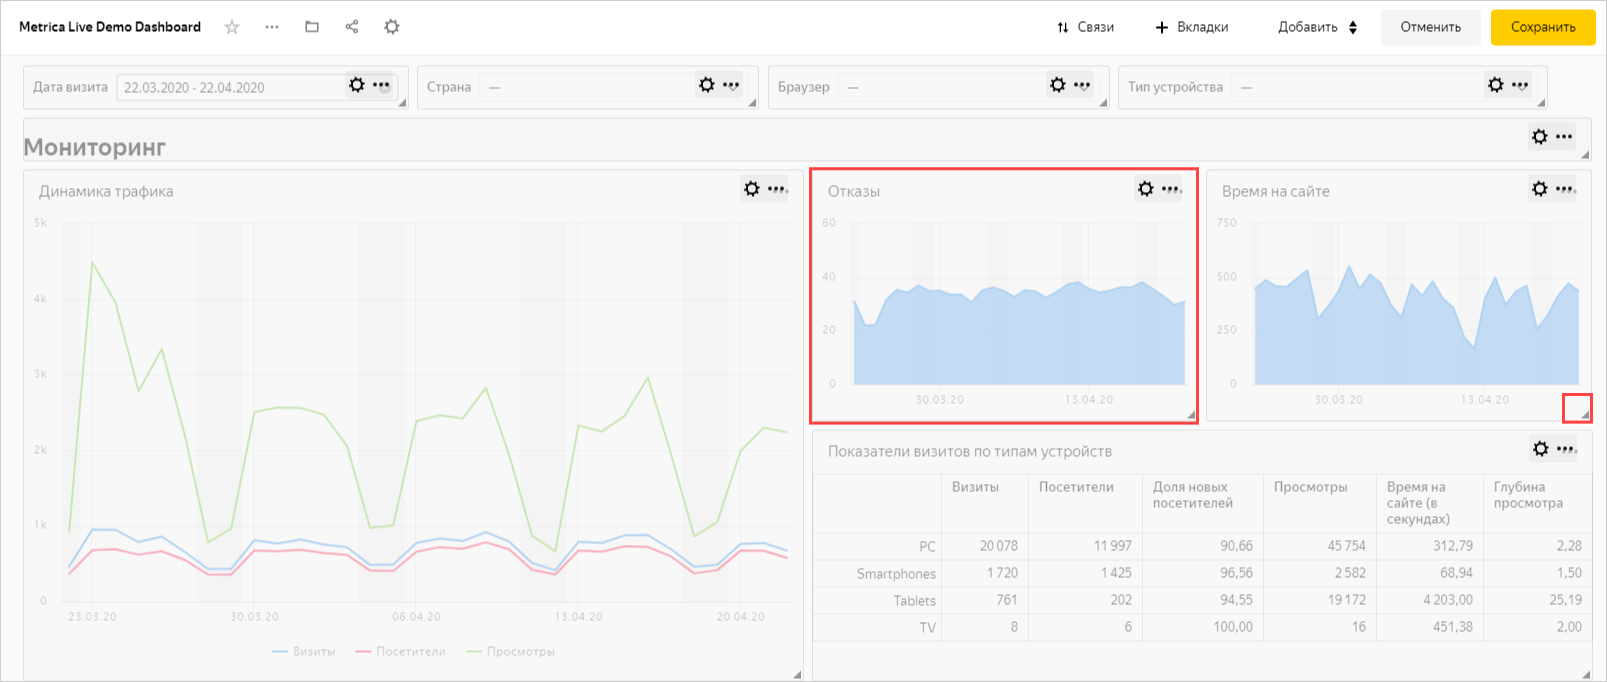 Metrica Live Demo Dashboard
Связи
Вкладки
Добавить
Отменить
Сохранить
Дата визита 22.03.2020 - 22.04.2020
Страна —
Браузер —
Тип устройства —
Мониторинг
Динамика трафика
5k
4k
3k
2k
1k
0
23.03.20 30.03.20 06.04.20 13.04.20 20.04.20
Визиты Посетители Просмотры
Отказы
60
40
20
0
30.03.20 13.04.20
Время на сайте
750
500
250
0
30.03.20 13.04.20
Показатели визитов по типам устройств
Визиты Посетители Доля новых посетителей Просмотры Время на сайте (в секундах) Глубина просмотра
PC 20 078 11 997 90,66 45 754 312,79 2,28
Smartphones 1 720 1 425 96,56 2 582 68,94 1,50
Tablets 761 202 94,55 19 172 4 203,00 25,19
TV 8 6 100,00 16 451,38 2,00